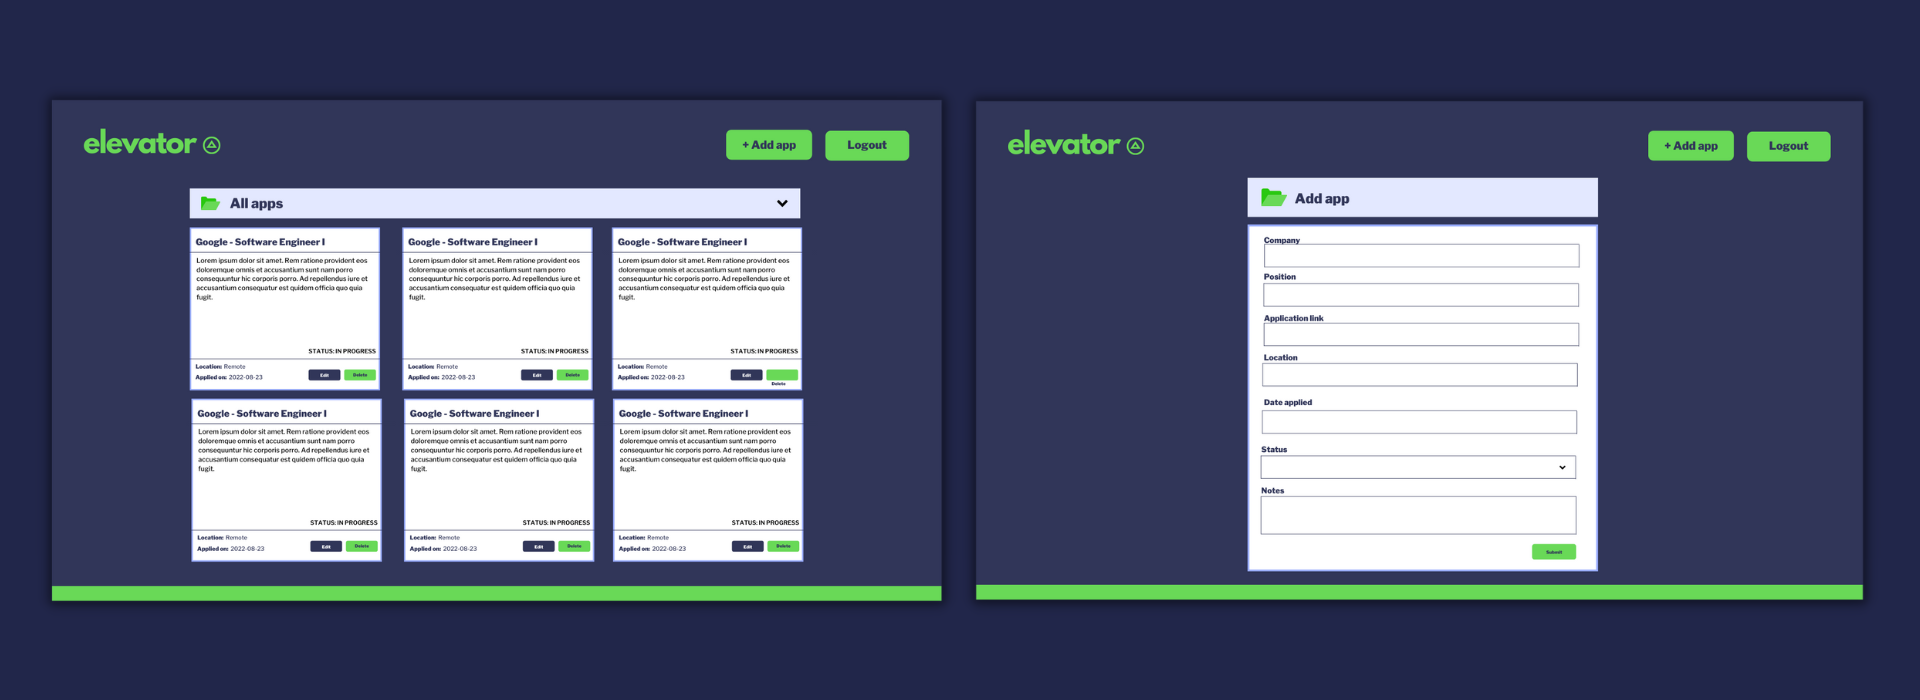 elevator
+ Add app
Logout
All apps
Google - Software Engineer I
Lorem ipsum dolor sit amet. Rem ratione provident eos
doloremque omnis et accusantium sunt nam porro
consequuntur hic corporis porro. Ad repellendus iure et
accusantium consequatur est quidem officia quo quia
fugit.
STATUS: IN PROGRESS
Location: Remote
Applied on: 2022-08-23
Edit
Delete
Google - Software Engineer I
Lorem ipsum dolor sit amet. Rem ratione provident eos
doloremque omnis et accusantium sunt nam porro
consequuntur hic corporis porro. Ad repellendus iure et
accusantium consequatur est quidem officia quo quia
fugit.
STATUS: IN PROGRESS
Location: Remote
Applied on: 2022-08-23
Edit
Delete
Google - Software Engineer I
Lorem ipsum dolor sit amet. Rem ratione provident eos
doloremque omnis et accusantium sunt nam porro
consequuntur hic corporis porro. Ad repellendus iure et
accusantium consequatur est quidem officia quo quia
fugit.
STATUS: IN PROGRESS
Location: Remote
Applied on: 2022-08-23
Edit
Delete
Google - Software Engineer I
Lorem ipsum dolor sit amet. Rem ratione provident eos
doloremque omnis et accusantium sunt nam porro
consequuntur hic corporis porro. Ad repellendus iure et
accusantium consequatur est quidem officia quo quia
fugit.
STATUS: IN PROGRESS
Location: Remote
Applied on: 2022-08-23
Edit
Delete
Google - Software Engineer I
Lorem ipsum dolor sit amet. Rem ratione provident eos
doloremque omnis et accusantium sunt nam porro
consequuntur hic corporis porro. Ad repellendus iure et
accusantium consequatur est quidem officia quo quia
fugit.
STATUS: IN PROGRESS
Location: Remote
Applied on: 2022-08-23
Edit
Delete
Google - Software Engineer I
Lorem ipsum dolor sit amet. Rem ratione provident eos
doloremque omnis et accusantium sunt nam porro
consequuntur hic corporis porro. Ad repellendus iure et
accusantium consequatur est quidem officia quo quia
fugit.
STATUS: IN PROGRESS
Location: Remote
Applied on: 2022-08-23
Edit
Delete
elevator
+ Add app
Logout
Add app
Company
Position
Application link
Location
Date applied
Status
Notes
Submit